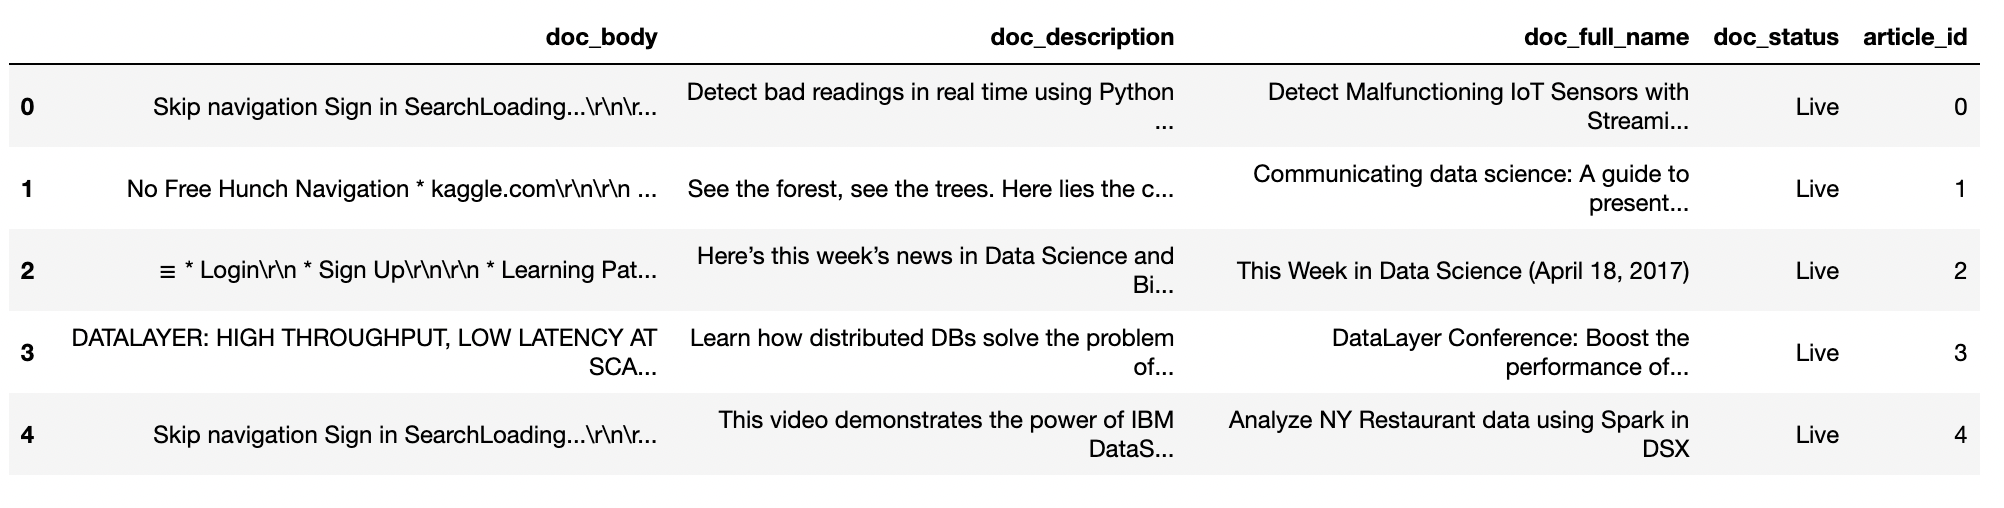 doc_body doc_description doc_full_name doc_status article_id
0 Skip navigation Sign in SearchLoading...\r\n\r... Detect bad readings in real time using Python ... Detect Malfunctioning IoT Sensors with Streami... Live 0
1 No Free Hunch Navigation * kaggle.com\r\n\r\n ... See the forest, see the trees. Here lies the c... Communicating data science: A guide to present... Live 1
2 ≡ * Login\r\n * Sign Up\r\n\r\n * Learning Pat... Here’s this week’s news in Data Science and Bi... This Week in Data Science (April 18, 2017) Live 2
3 DATALAYER: HIGH THROUGHPUT, LOW LATENCY AT SCA... Learn how distributed DBs solve the problem of... DataLayer Conference: Boost the performance of... Live 3
4 Skip navigation Sign in SearchLoading...\r\n\r... This video demonstrates the power of IBM DataS... Analyze NY Restaurant data using Spark in DSX Live 4